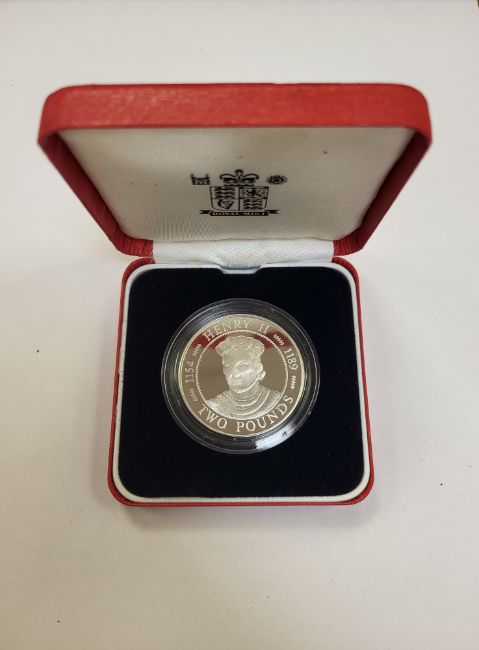 ROYAL MINT
HENRY II
1154
1189
TWO POUNDS